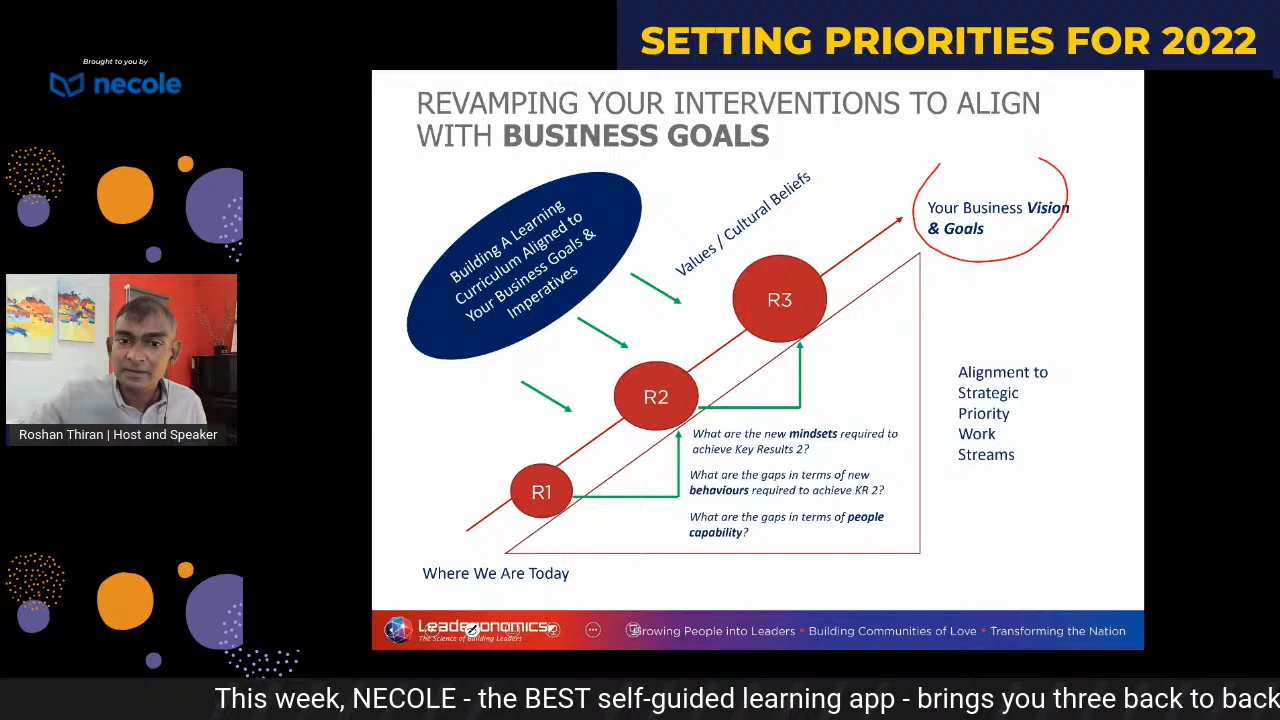 SETTING PRIORITIES FOR 2022
Brought to you by
necole
REVAMPING YOUR INTERVENTIONS TO ALIGN
WITH BUSINESS GOALS
Building A Learning
Curriculum Aligned to
Your Business Goals &
Imperatives
Values / Cultural Beliefs
Your Business Vision
& Goals
R3
R2
R1
What are the new mindsets required to
achieve Key Results 2?
What are the gaps in terms of new
behaviours required to achieve KR 2?
What are the gaps in terms of people
capability?
Alignment to
Strategic
Priority
Work
Streams
Where We Are Today
Roshan Thiran | Host and Speaker
Leaderonomics
The Science of Building Leaders
Growing People into Leaders • Building Communities of Love • Transforming the Nation
This week, NECOLE - the BEST self-guided learning app - brings you three back to back